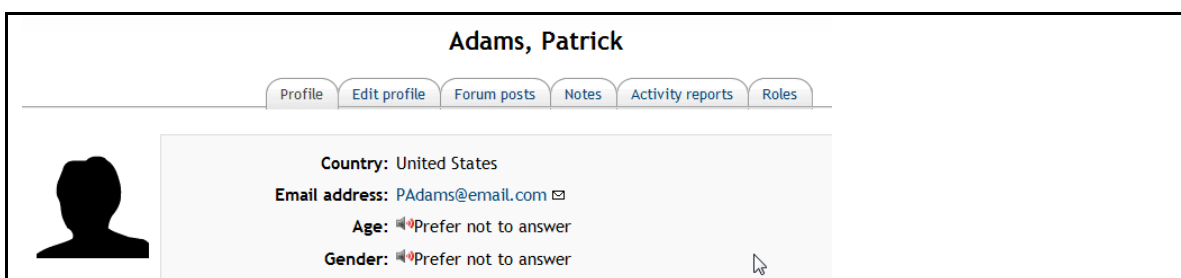 Adams, Patrick
Profile Edit profile Forum posts Notes Activity reports Roles
Country: United States
Email address: PAdams@email.com
Age: Prefer not to answer
Gender: Prefer not to answer